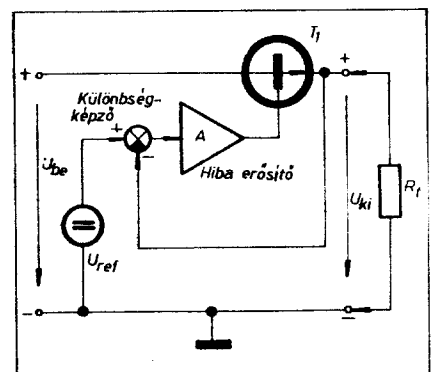 T1
+
+
Különbség-
képző
+
-
A
Hiba erősítő
Ube
Uki
Rt
Uref
-
-